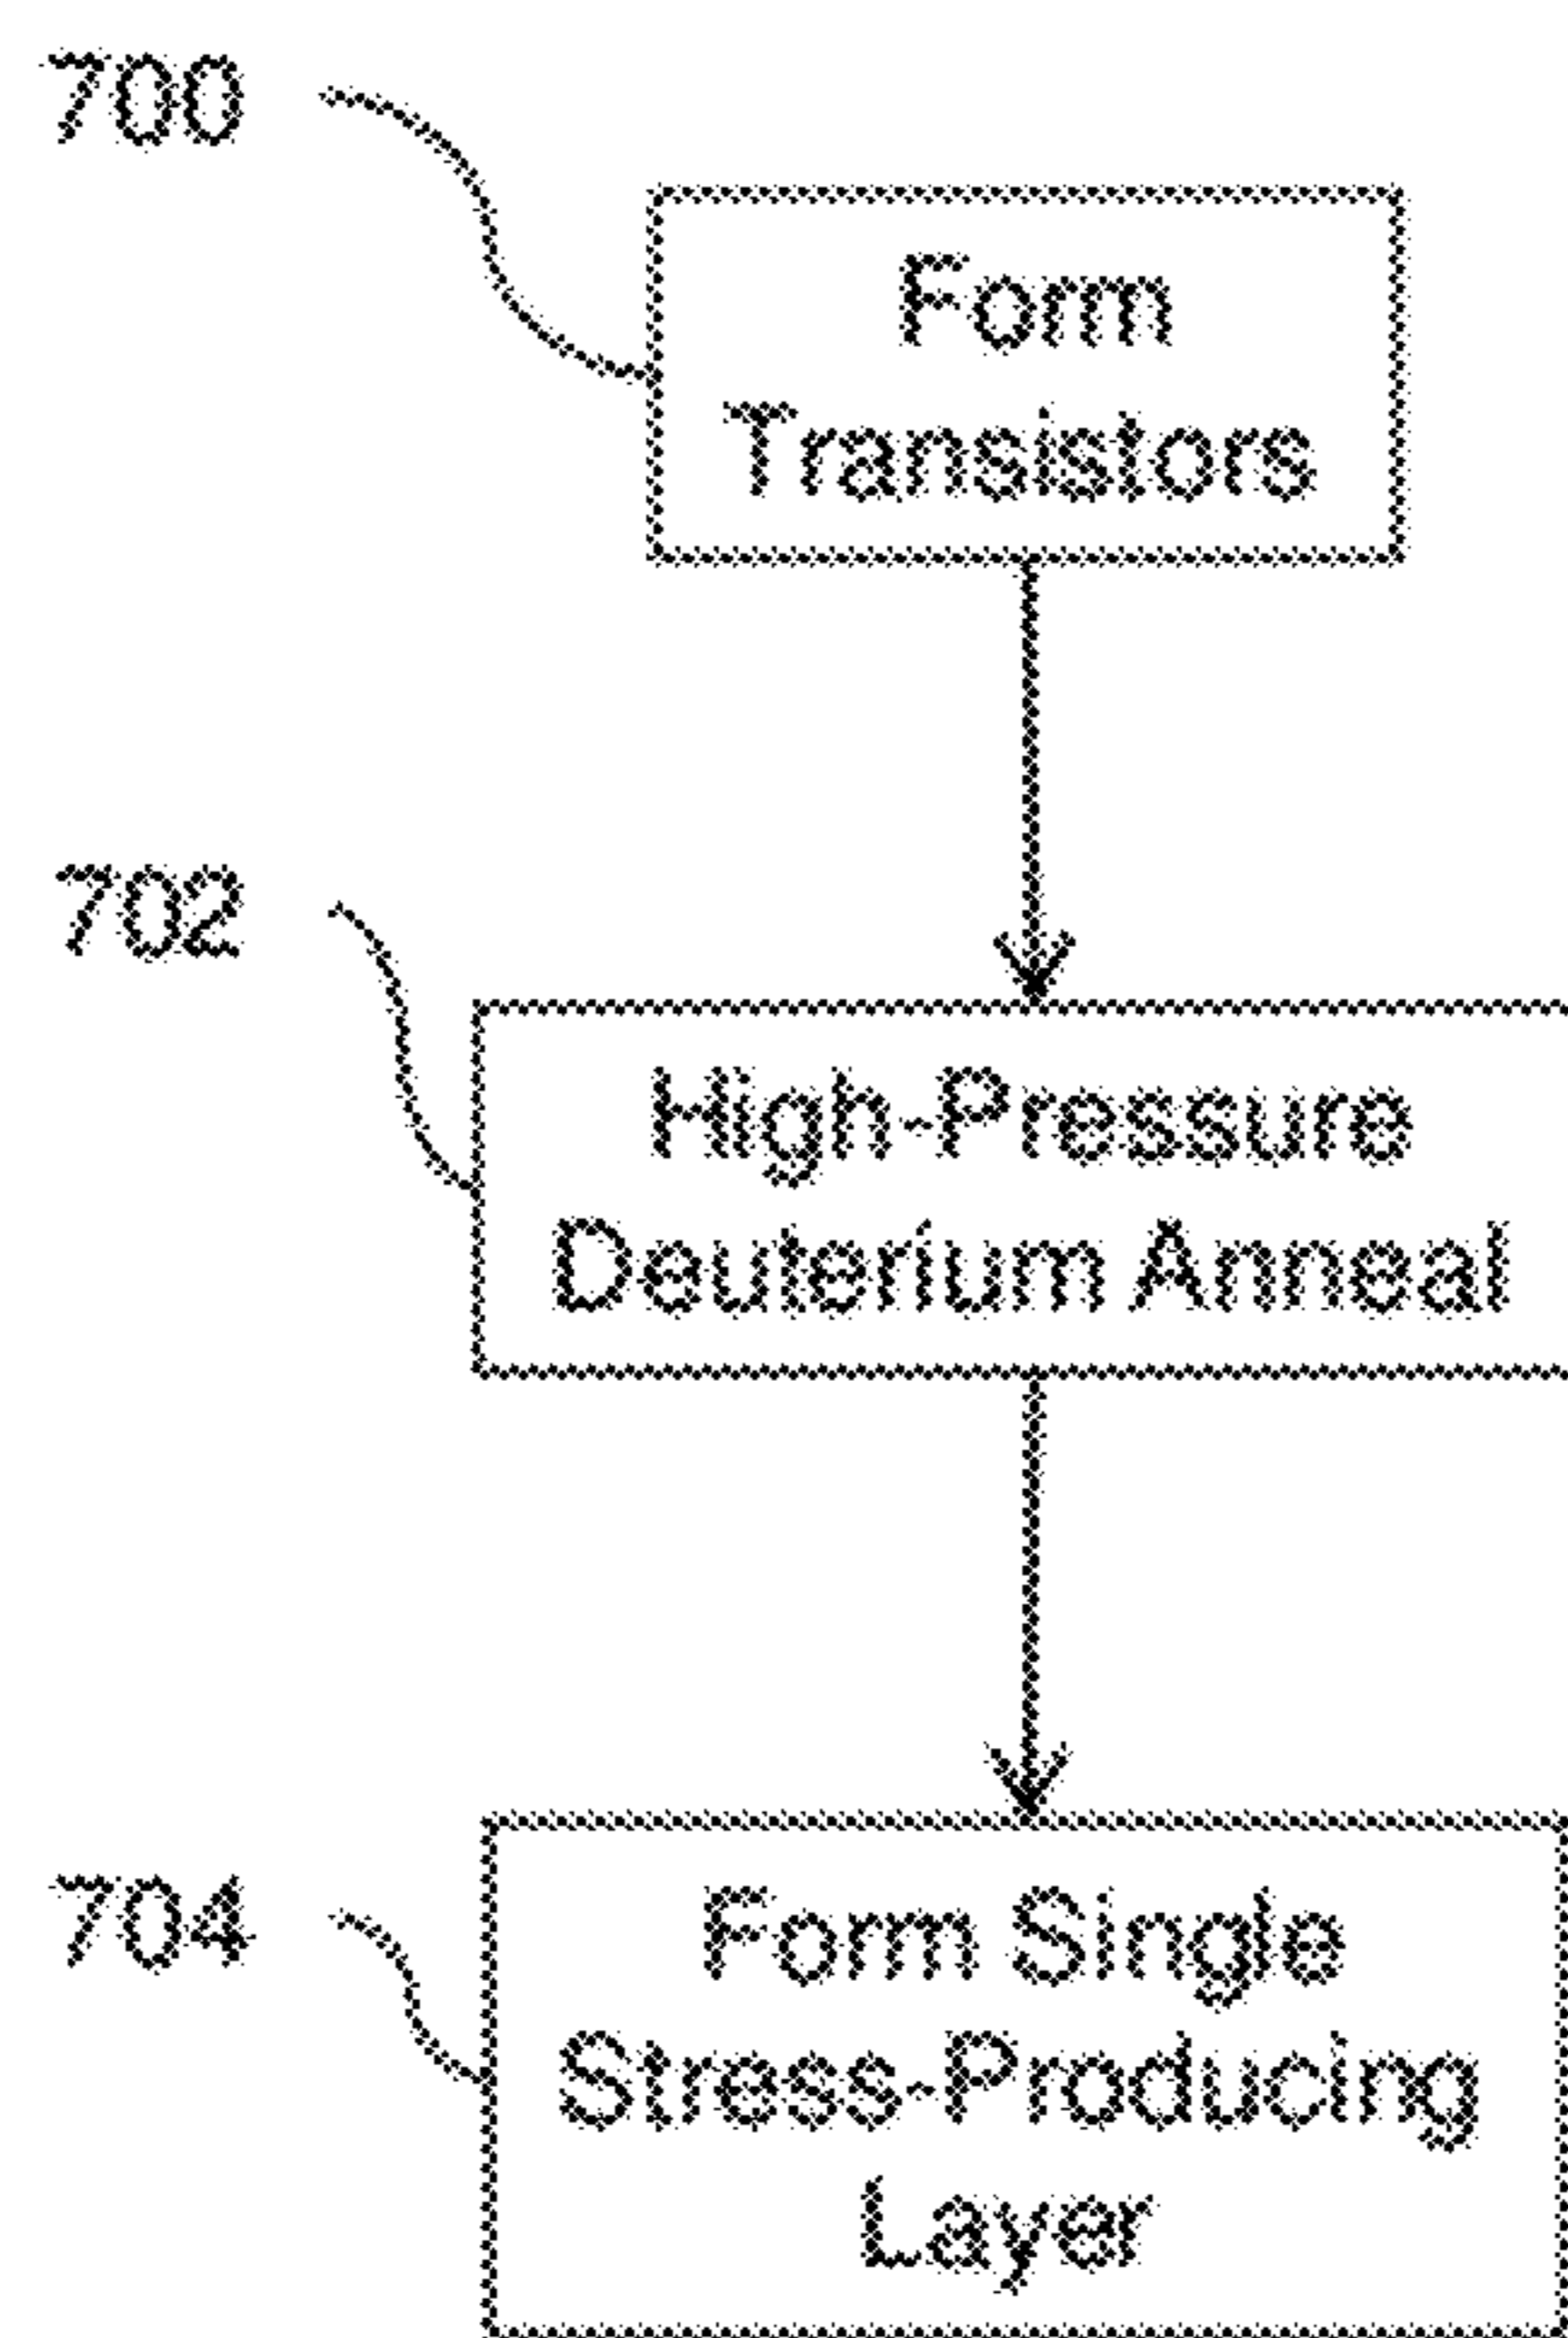 700
Form
Transistors
702
High-Pressure
Deuterium Anneal
704
Form Single
Stress-Producing
Layer